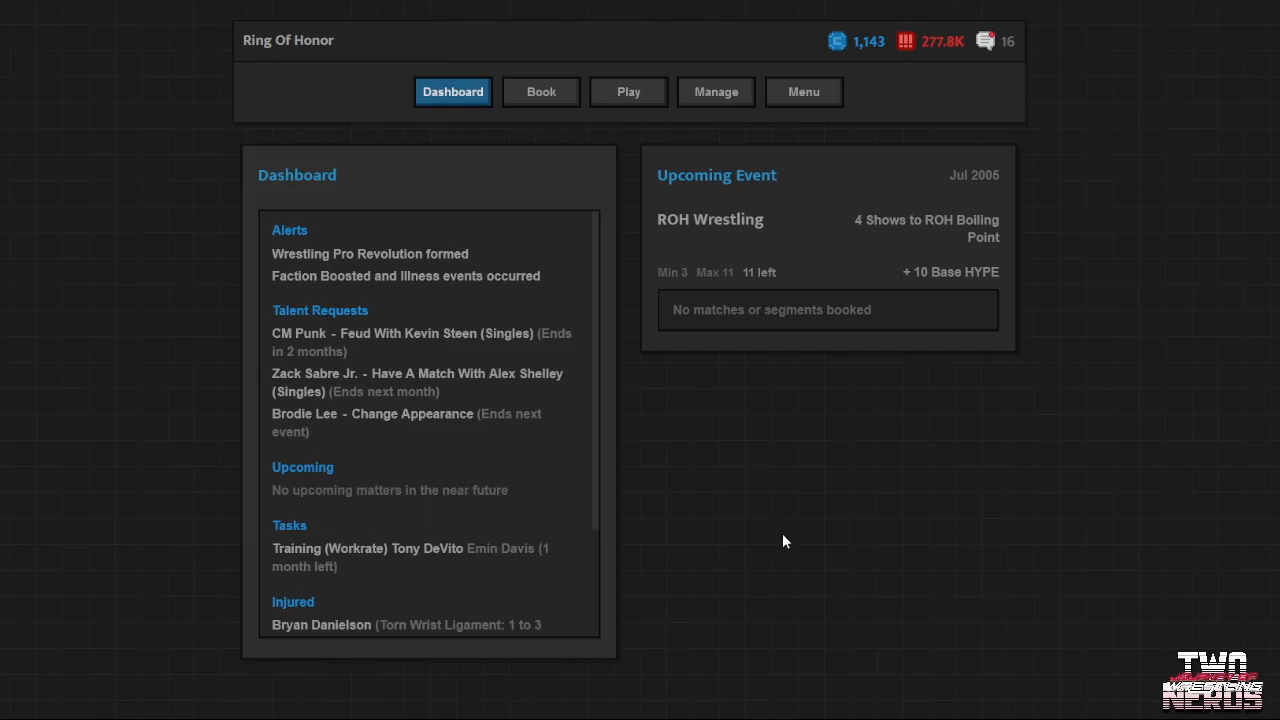 Ring Of Honor
1,143
277.8K
16
Dashboard
Book
Play
Manage
Menu
Dashboard
Alerts
Wrestling Pro Revolution formed
Faction Boosted and Illness events occurred
Talent Requests
CM Punk - Feud With Kevin Steen (Singles) (Ends
in 2 months)
Zack Sabre Jr. - Have A Match With Alex Shelley
(Singles) (Ends next month)
Brodie Lee - Change Appearance (Ends next
event)
Upcoming
No upcoming matters in the near future
Tasks
Training (Workrate) Tony DeVito Emin Davis (1
month left)
Injured
Bryan Danielson (Torn Wrist Ligament: 1 to 3
Upcoming Event
Jul 2005
ROH Wrestling
4 Shows to ROH Boiling
Point
Min 3 Max 11 11 left
+ 10 Base HYPE
No matches or segments booked
TWO
WRESTLING
NERDS